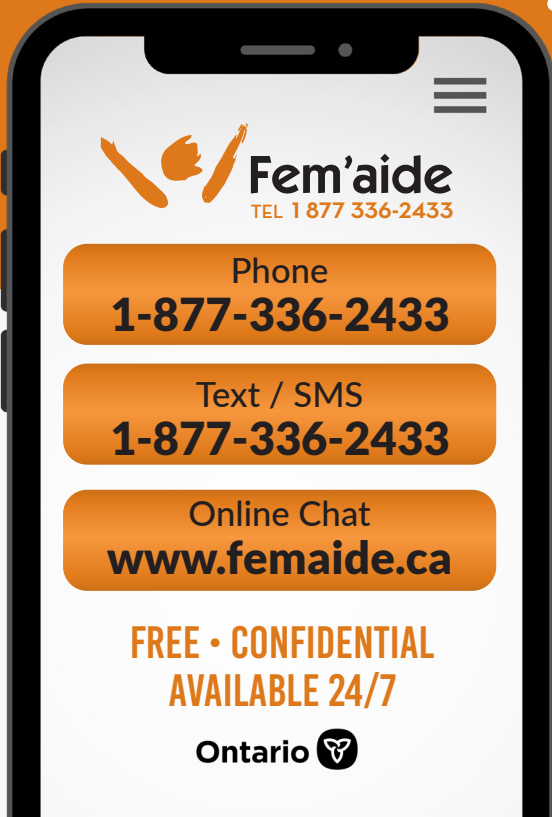 Fem'aide
TEL 1 877 336-2433
Phone
1-877-336-2433
Text / SMS
1-877-336-2433
Online Chat
www.femaide.ca
FREE • CONFIDENTIAL
AVAILABLE 24/7
Ontario